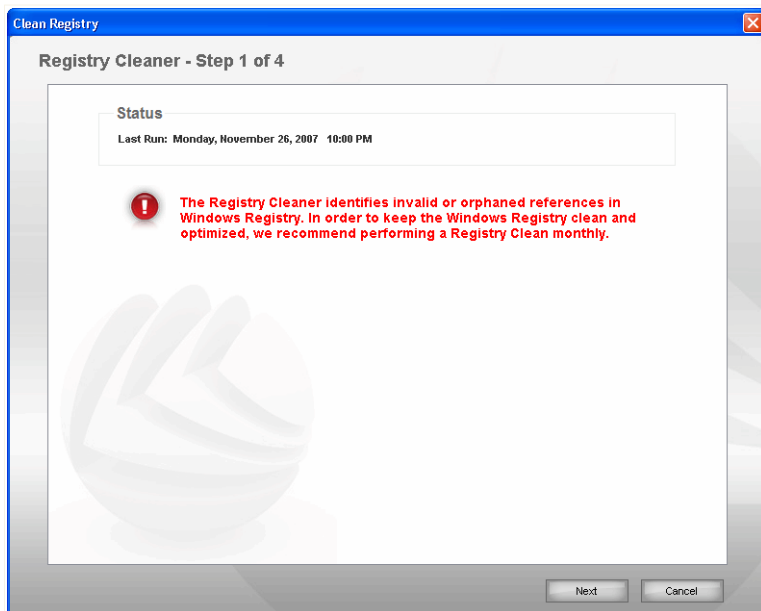 Clean Registry
Registry Cleaner - Step 1 of 4
Status
Last Run: Monday, November 26, 2007 10:00 PM
The Registry Cleaner identifies invalid or orphaned references in
Windows Registry. In order to keep the Windows Registry clean and
optimized, we recommend performing a Registry Clean monthly.
Next
Cancel